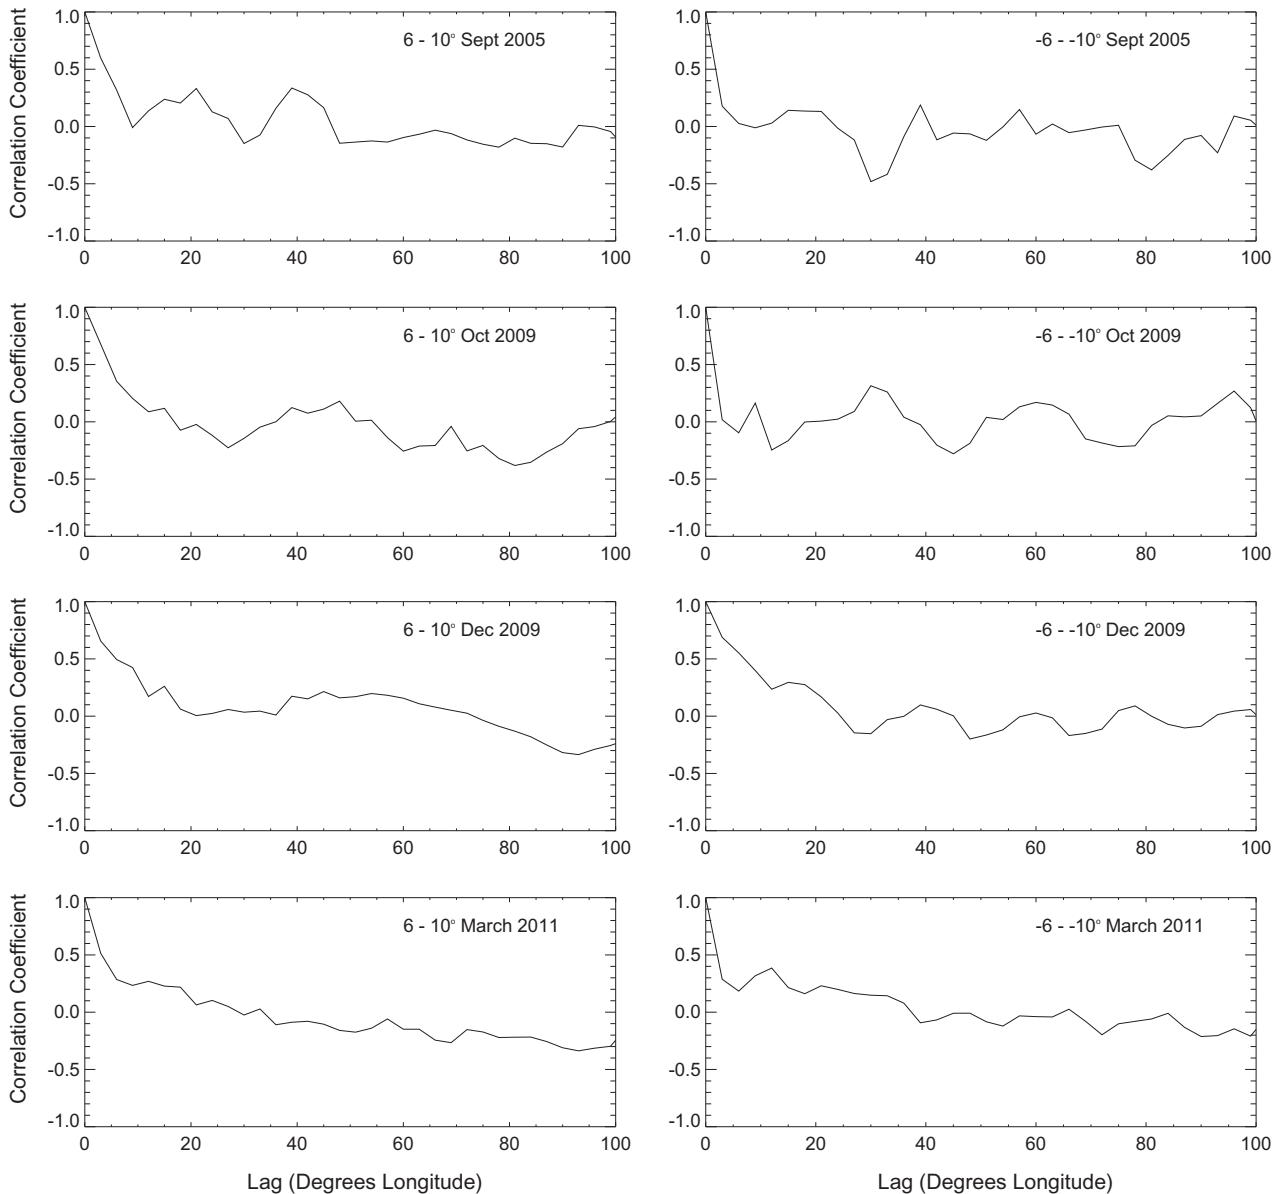 Correlation Coefficient
1.0
0.5
0.0
-0.5
-1.0
6 - 10° Sept 2005
0 20 40 60 80 100
1.0
0.5
0.0
-0.5
-1.0
-6 - -10° Sept 2005
0 20 40 60 80 100
Correlation Coefficient
1.0
0.5
0.0
-0.5
-1.0
6 - 10° Oct 2009
0 20 40 60 80 100
1.0
0.5
0.0
-0.5
-1.0
-6 - -10° Oct 2009
0 20 40 60 80 100
Correlation Coefficient
1.0
0.5
0.0
-0.5
-1.0
6 - 10° Dec 2009
0 20 40 60 80 100
1.0
0.5
0.0
-0.5
-1.0
-6 - -10° Dec 2009
0 20 40 60 80 100
Correlation Coefficient
1.0
0.5
0.0
-0.5
-1.0
6 - 10° March 2011
0 20 40 60 80 100
Lag (Degrees Longitude)
1.0
0.5
0.0
-0.5
-1.0
-6 - -10° March 2011
0 20 40 60 80 100
Lag (Degrees Longitude)